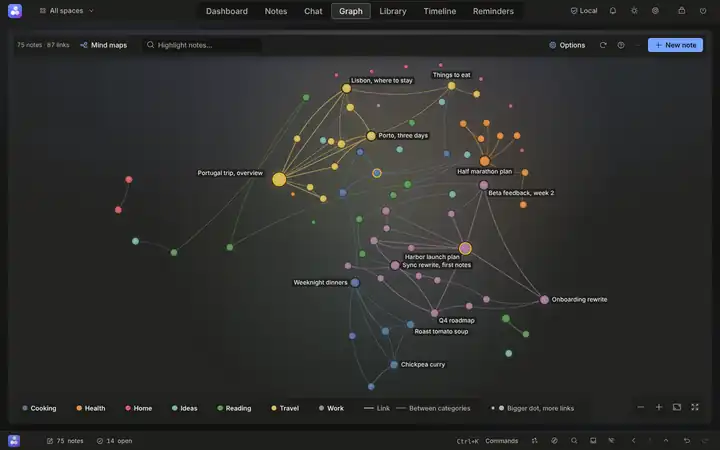 All spaces
Dashboard Notes Chat Graph Library Timeline Reminders
Local
75 notes 87 links
Mind maps
Highlight notes...
Options
+ New note
Lisbon, where to stay
Things to eat
Porto, three days
Portugal trip, overview
Half marathon plan
Beta feedback, week 2
Harbor launch plan
Sync rewrite, first notes
Weeknight dinners
Onboarding rewrite
Q4 roadmap
Roast tomato soup
Chickpea curry
Cooking Health Home Ideas Reading Travel Work Link Between categories Bigger dot, more links
75 notes 14 open
Ctrl+K Commands